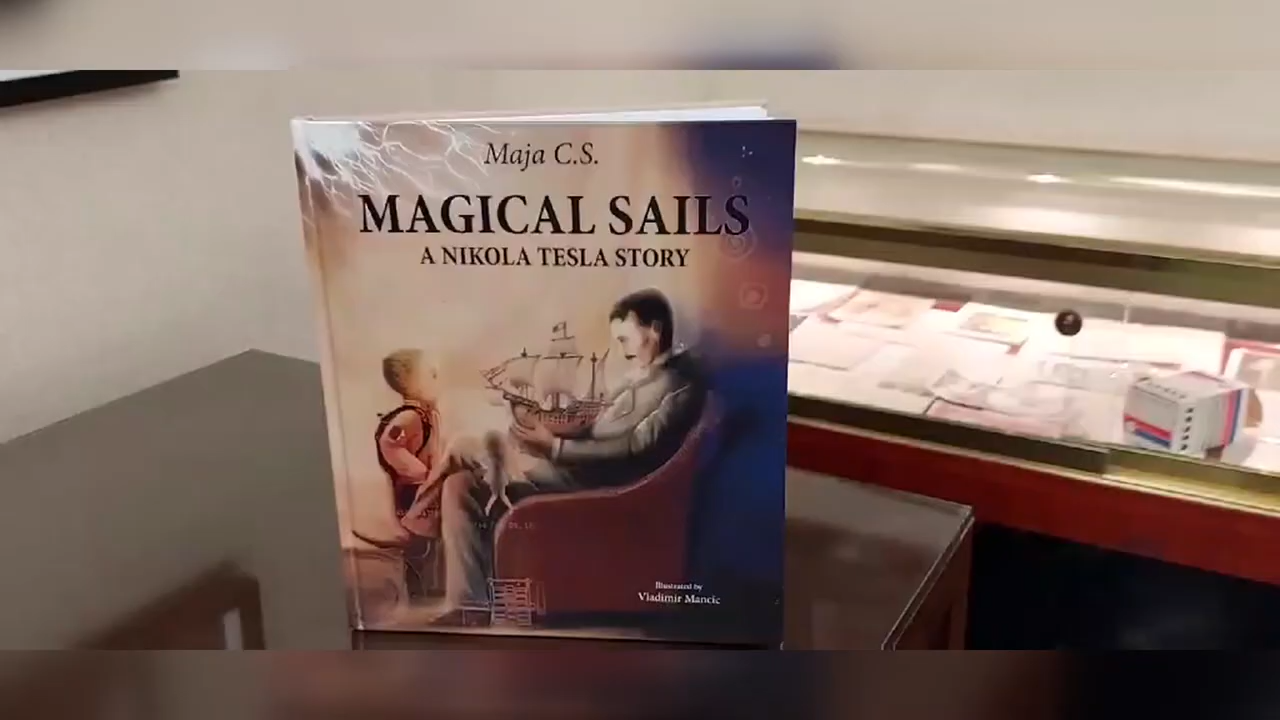 Maja C.S.
MAGICAL SAILS
A NIKOLA TESLA STORY
Illustrated by
Vladimir Mancic